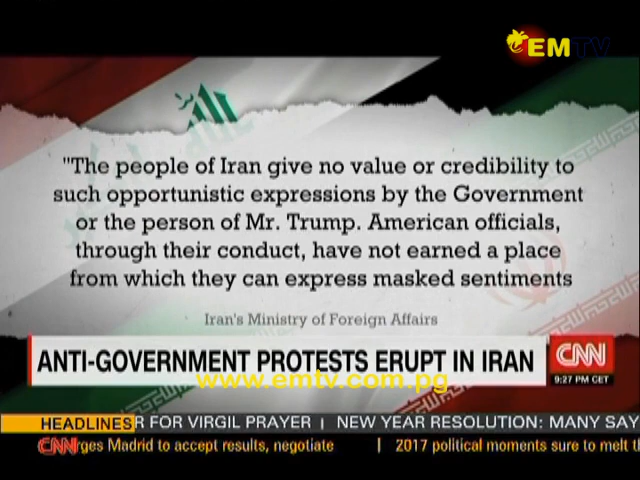 EMTV
"The people of Iran give no value or credibility to
such opportunistic expressions by the Government
or the person of Mr. Trump. American officials,
through their conduct, have not earned a place
from which they can express masked sentiments
Iran's Ministry of Foreign Affairs
ANTI-GOVERNMENT PROTESTS ERUPT IN IRAN
CNN
9:27 PM CET
www.emtv.com.pg
HEADLINES R FOR VIRGIL PRAYER | NEW YEAR RESOLUTION: MANY SAY
CNN rges Madrid to accept results, negotiate | 2017 political moments sure to melt th